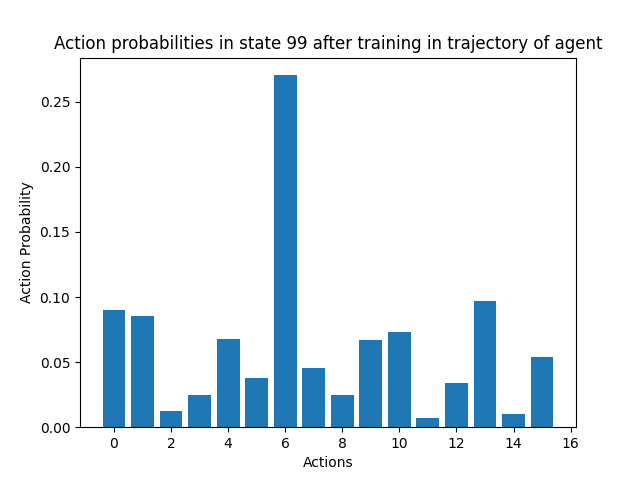 Action probabilities in state 99 after training in trajectory of agent
0.25
0.20
0.15
0.10
0.05
0.00
Action Probability
0 2 4 6 8 10 12 14 16
Actions